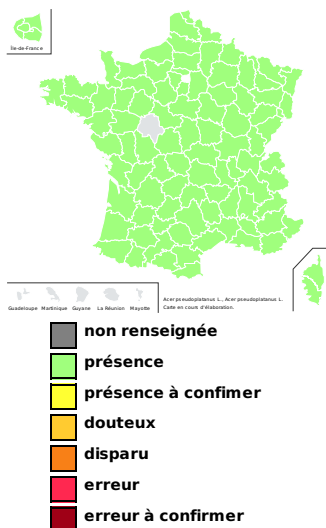 Île-de-France
Acer pseudoplatanus L., Acer pseudoplatanus L.
Carte en cours d'élaboration.
Guadeloupe Martinique Guyane La Réunion Mayotte
non renseignée
présence
présence à confimer
douteux
disparu
erreur
erreur à confirmer